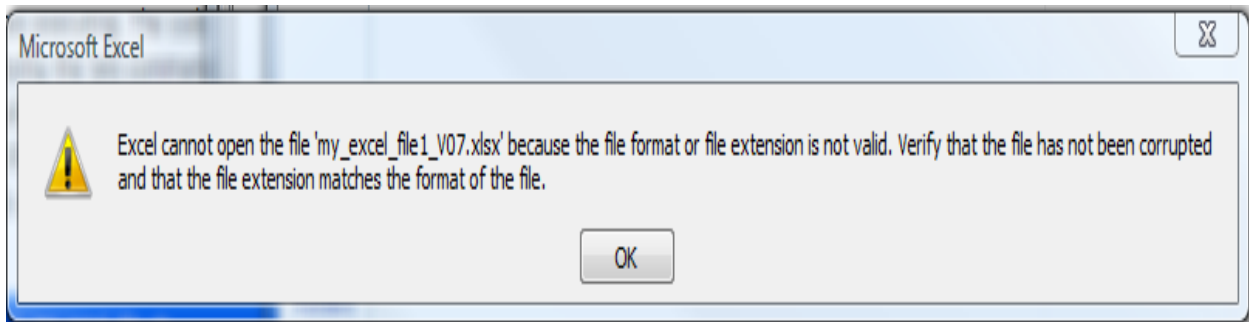 Microsoft Excel
Excel cannot open the file 'my_excel_file1_V07.xlsx' because the file format or file extension is not valid. Verify that the file has not been corrupted
and that the file extension matches the format of the file.
OK